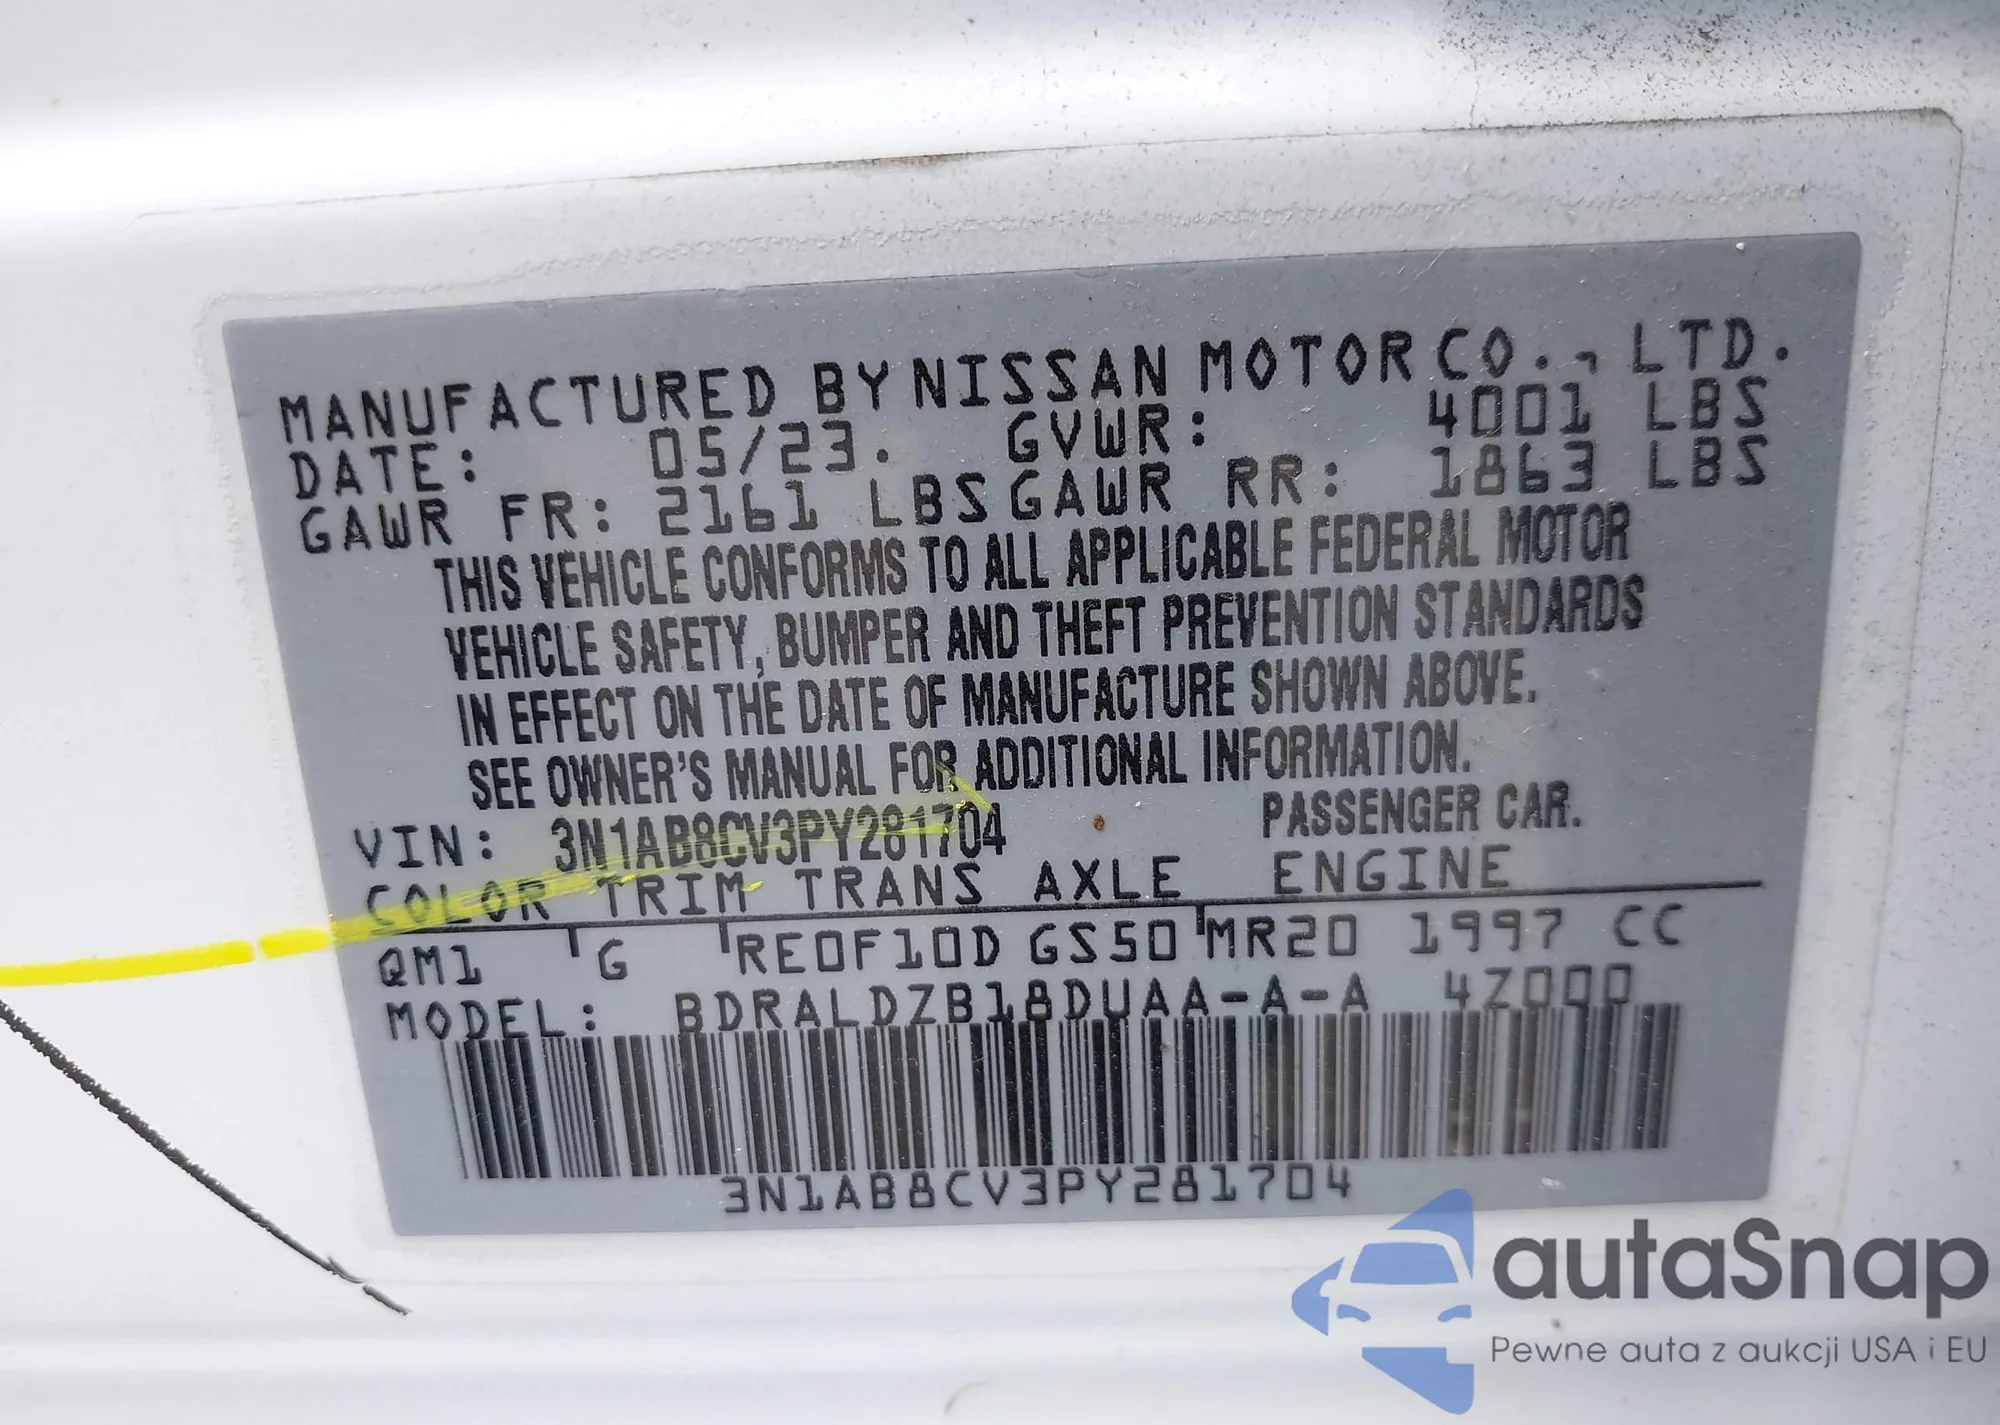 MANUFACTURED BY NISSAN MOTOR CO., LTD.
DATE: 05/23. GVWR: 4001 LBS
GAWR FR: 2161 LBS GAWR RR: 1863 LBS
THIS VEHICLE CONFORMS TO ALL APPLICABLE FEDERAL MOTOR
VEHICLE SAFETY, BUMPER AND THEFT PREVENTION STANDARDS
IN EFFECT ON THE DATE OF MANUFACTURE SHOWN ABOVE.
SEE OWNER'S MANUAL FOR ADDITIONAL INFORMATION.
VIN: 3N1AB8CV3PY281704 PASSENGER CAR.
COLOR TRIM TRANS AXLE ENGINE
QM1 G RE0F10D GS50 MR20 1997 CC
MODEL: BDRALDZB18DUAA-A-A 4Z000
3N1AB8CV3PY281704
autaSnap
Pewne auta z aukcji USA i EU